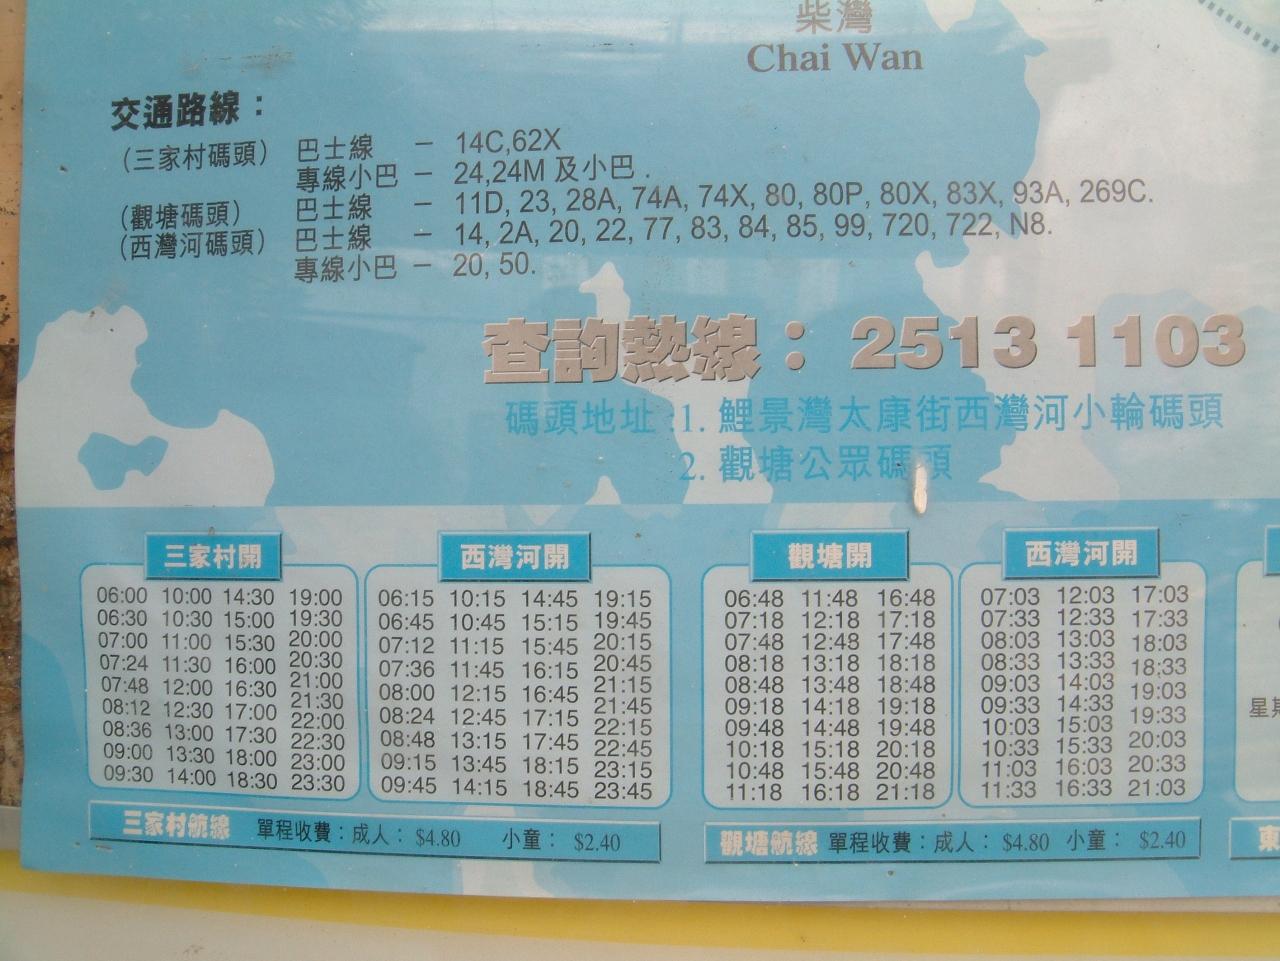 柴灣
Chai Wan
交通路線：
（三家村碼頭） 巴士線 － 14C,62X
專線小巴 － 24,24M 及小巴 .
（觀塘碼頭） 巴士線 － 11D, 23, 28A, 74A, 74X, 80, 80P, 80X, 83X, 93A, 269C.
（西灣河碼頭） 巴士線 － 14, 2A, 20, 22, 77, 83, 84, 85, 99, 720, 722, N8.
專線小巴 － 20, 50.
查詢熱線： 2513 1103
碼頭地址 :1. 鯉景灣太康街西灣河小輪碼頭
2. 觀塘公眾碼頭
三家村開
06:00 10:00 14:30 19:00
06:30 10:30 15:00 19:30
07:00 11:00 15:30 20:00
07:24 11:30 16:00 20:30
07:48 12:00 16:30 21:00
08:12 12:30 17:00 21:30
08:36 13:00 17:30 22:00
09:00 13:30 18:00 22:30
09:30 14:00 18:30 23:00
23:30
西灣河開
06:15 10:15 14:45 19:15
06:45 10:45 15:15 19:45
07:12 11:15 15:45 20:15
07:36 11:45 16:15 20:45
08:00 12:15 16:45 21:15
08:24 12:45 17:15 21:45
08:48 13:15 17:45 22:15
09:15 13:45 18:15 22:45
09:45 14:15 18:45 23:15
23:45
觀塘開
06:48 11:48 16:48
07:18 12:18 17:18
07:48 12:48 17:48
08:18 13:18 18:18
08:48 13:48 18:48
09:18 14:18 19:18
09:48 14:48 19:48
10:18 15:18 20:18
10:48 15:48 20:48
11:18 16:18 21:18
西灣河開
07:03 12:03 17:03
07:33 12:33 17:33
08:03 13:03 18:03
08:33 13:33 18:33
09:03 14:03 19:03
09:33 14:33 19:33
10:03 15:03 20:03
10:33 15:33 20:33
11:03 16:03 21:03
11:33 16:33
星期
三家村航線 單程收費：成人： $4.80 小童： $2.40
觀塘航線 單程收費：成人： $4.80 小童： $2.40
東